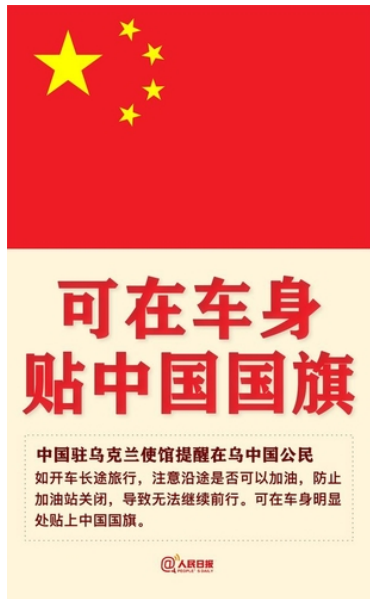 可在车身
贴中国国旗
中国驻乌克兰使馆提醒在乌中国公民
如开车长途旅行，注意沿途是否可以加油，防止
加油站关闭，导致无法继续前行。可在车身明显
处贴上中国国旗。
@人民日报
PEOPLE'S DAILY